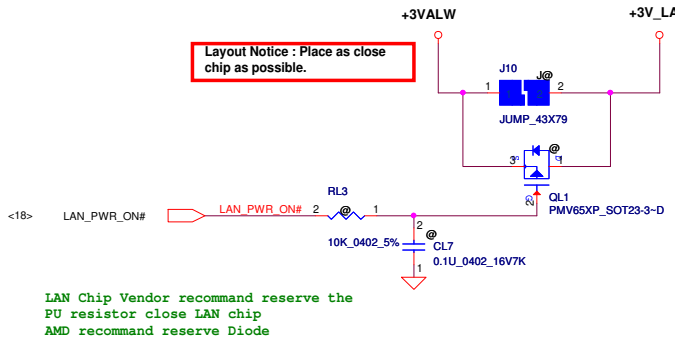 +3VALW
+3V_LA
Layout Notice : Place as close
chip as possible.
J10
J@
1
1
2
2
JUMP_43X79
@
3
S
D
1
G
2
QL1
PMV65XP_SOT23-3~D
<18>
LAN_PWR_ON#
LAN_PWR_ON#
2
RL3
@
1
10K_0402_5%
2
@
CL7
0.1U_0402_16V7K
1
LAN Chip Vendor recommand reserve the
PU resistor close LAN chip
AMD recommand reserve Diode